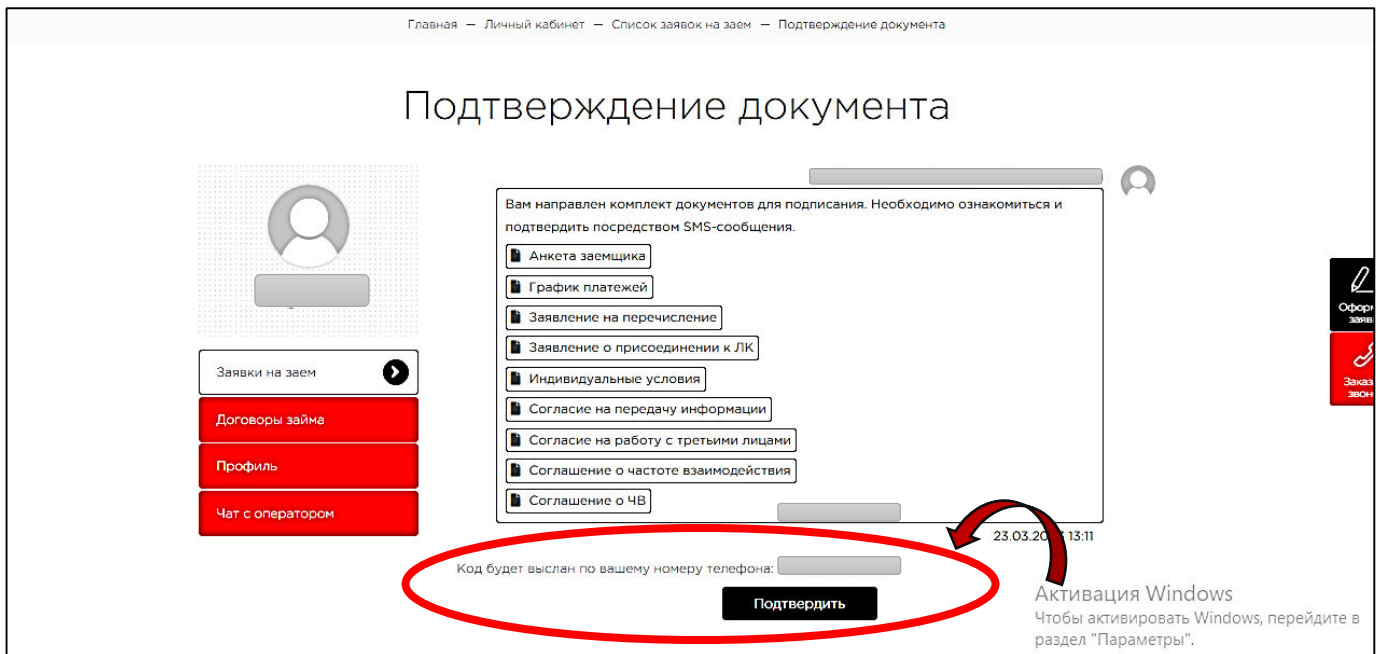 Главная — Личный кабинет — Список заявок на заем — Подтверждение документа
Подтверждение документа
Вам направлен комплект документов для подписания. Необходимо ознакомиться и
подтвердить посредством SMS-сообщения.
Анкета заемщика
График платежей
Заявление на перечисление
Заявление о присоединении к ЛК
Индивидуальные условия
Согласие на передачу информации
Согласие на работу с третьими лицами
Соглашение о частоте взаимодействия
Соглашение о ЧВ
13:11
Заявки на заем
Договоры займа
Профиль
Чат с оператором
Код будет выслан по вашему номеру телефона:
Подтвердить
Активация Windows
Чтобы активировать Windows, перейдите в
раздел "Параметры".